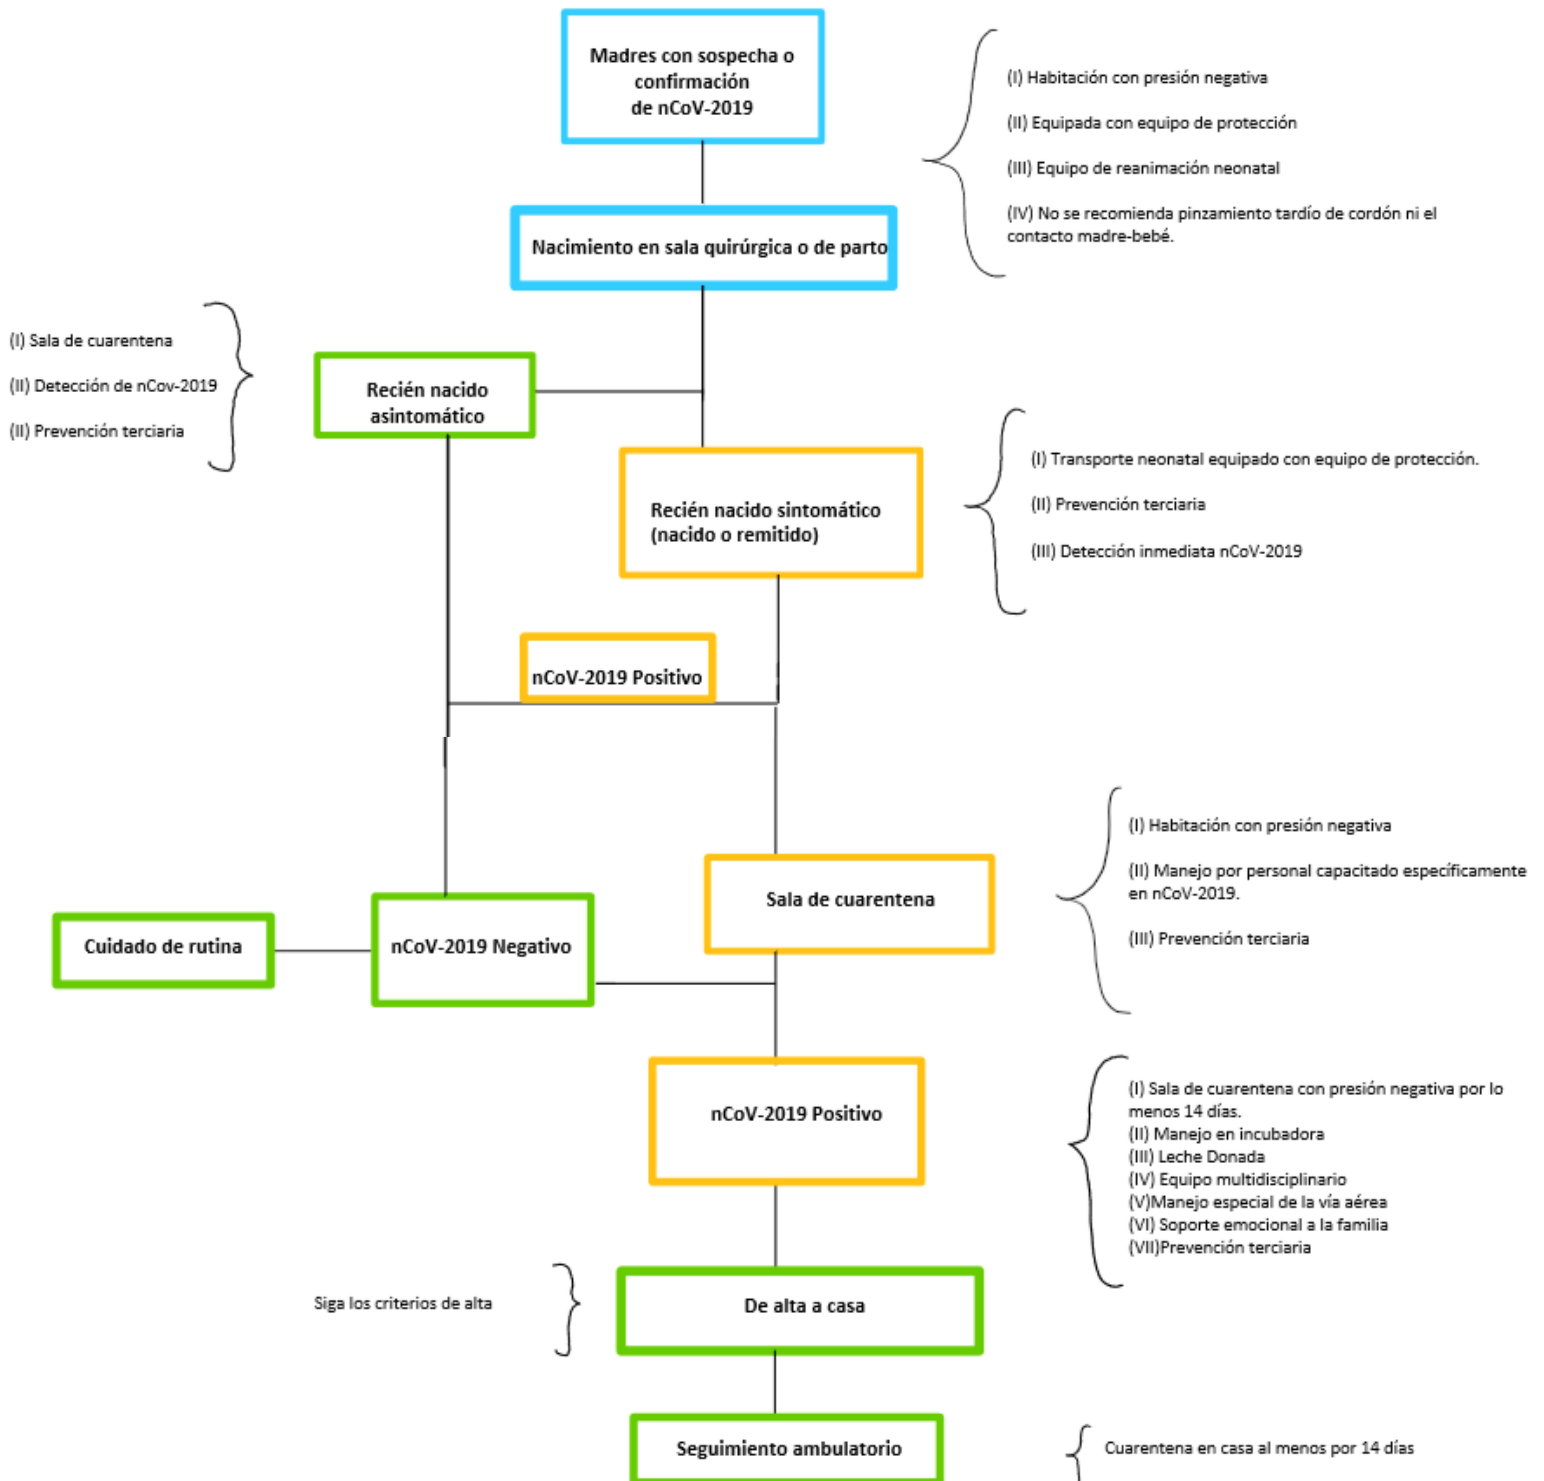 Madres con sospecha o
confirmación
de nCoV-2019
(I) Habitación con presión negativa
(II) Equipada con equipo de protección
(III) Equipo de reanimación neonatal
(IV) No se recomienda pinzamiento tardío de cordón ni el
contacto madre-bebé.
Nacimiento en sala quirúrgica o de parto
(I) Sala de cuarentena
(II) Detección de nCov-2019
(II) Prevención terciaria
Recién nacido
asintomático
Recién nacido sintomático
(nacido o remitido)
(I) Transporte neonatal equipado con equipo de protección.
(II) Prevención terciaria
(III) Detección inmediata nCoV-2019
nCoV-2019 Positivo
Sala de cuarentena
(I) Habitación con presión negativa
(II) Manejo por personal capacitado específicamente
en nCoV-2019.
(III) Prevención terciaria
Cuidado de rutina
nCoV-2019 Negativo
nCoV-2019 Positivo
(I) Sala de cuarentena con presión negativa por lo
menos 14 días.
(II) Manejo en incubadora
(III) Leche Donada
(IV) Equipo multidisciplinario
(V)Manejo especial de la vía aérea
(VI) Soporte emocional a la familia
(VII)Prevención terciaria
Siga los criterios de alta
De alta a casa
Seguimiento ambulatorio
Cuarentena en casa al menos por 14 días